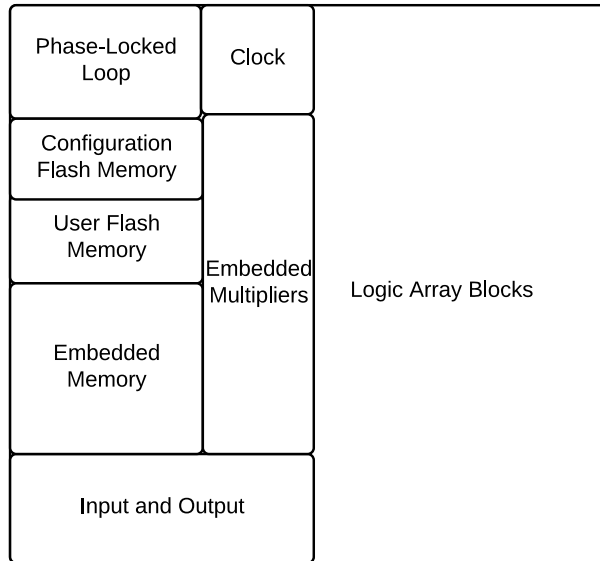 Phase-Locked
Loop
Clock
Configuration
Flash Memory
User Flash
Memory
Embedded
Multipliers
Logic Array Blocks
Embedded
Memory
Input and Output